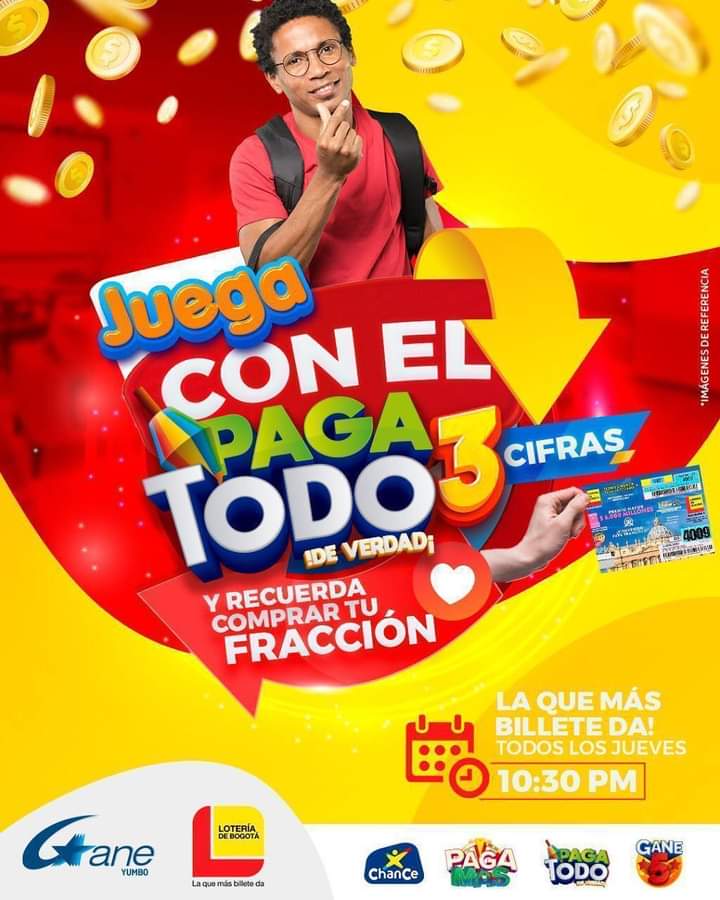 Juega
CON EL
PAGA
TODO 3 CIFRAS
!DE VERDAD¡
Y RECUERDA
COMPRAR TU
FRACCIÓN
*IMÁGENES DE REFERENCIA
4009
LA QUE MÁS
BILLETE DA!
TODOS LOS JUEVES
10:30 PM
Gane
YUMBO
LOTERÍA
DE BOGOTÁ
La que más billete da
ChanCe
PAGA
MÁS
PAGA
TODO
GANE
5